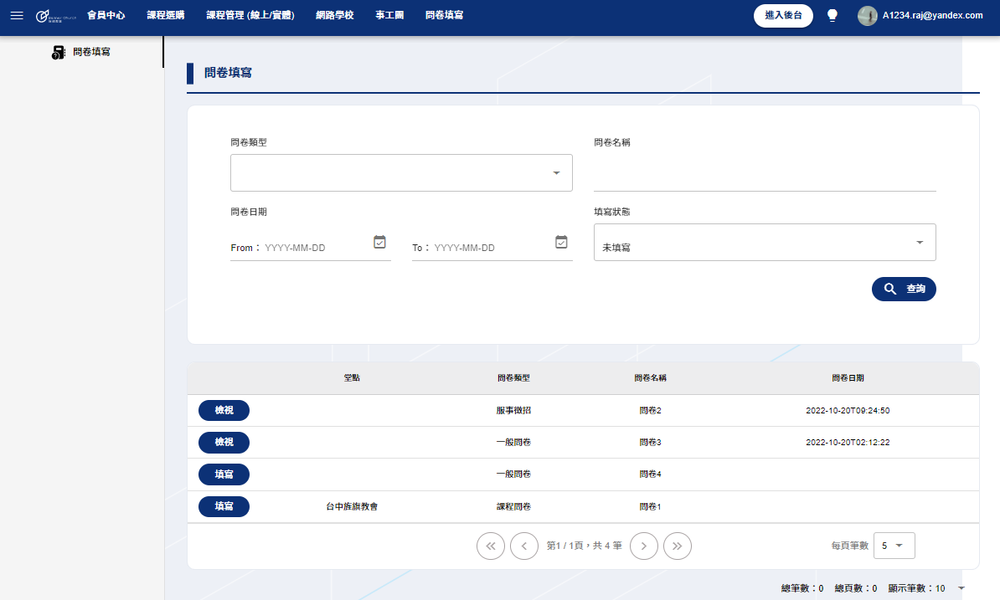 會員中心 課程選購 課程管理 (線上/實體) 網路學校 事工團 問卷填寫 進入後台 A1234.raj@yandex.com
問卷填寫
問卷填寫
問卷類型 問卷名稱
問卷日期 填寫狀態
From： YYYY-MM-DD To： YYYY-MM-DD 未填寫
查詢
堂點 問卷類型 問卷名稱 問卷日期
檢視 服事徵招 問卷2 2022-10-20T09:24:50
檢視 一般問卷 問卷3 2022-10-20T02:12:22
填寫 一般問卷 問卷4
填寫 台中旌旗教會 課程問卷 問卷1
第1 / 1頁，共 4 筆 每頁筆數 5
總筆數：0 總頁數：0 顯示筆數：10